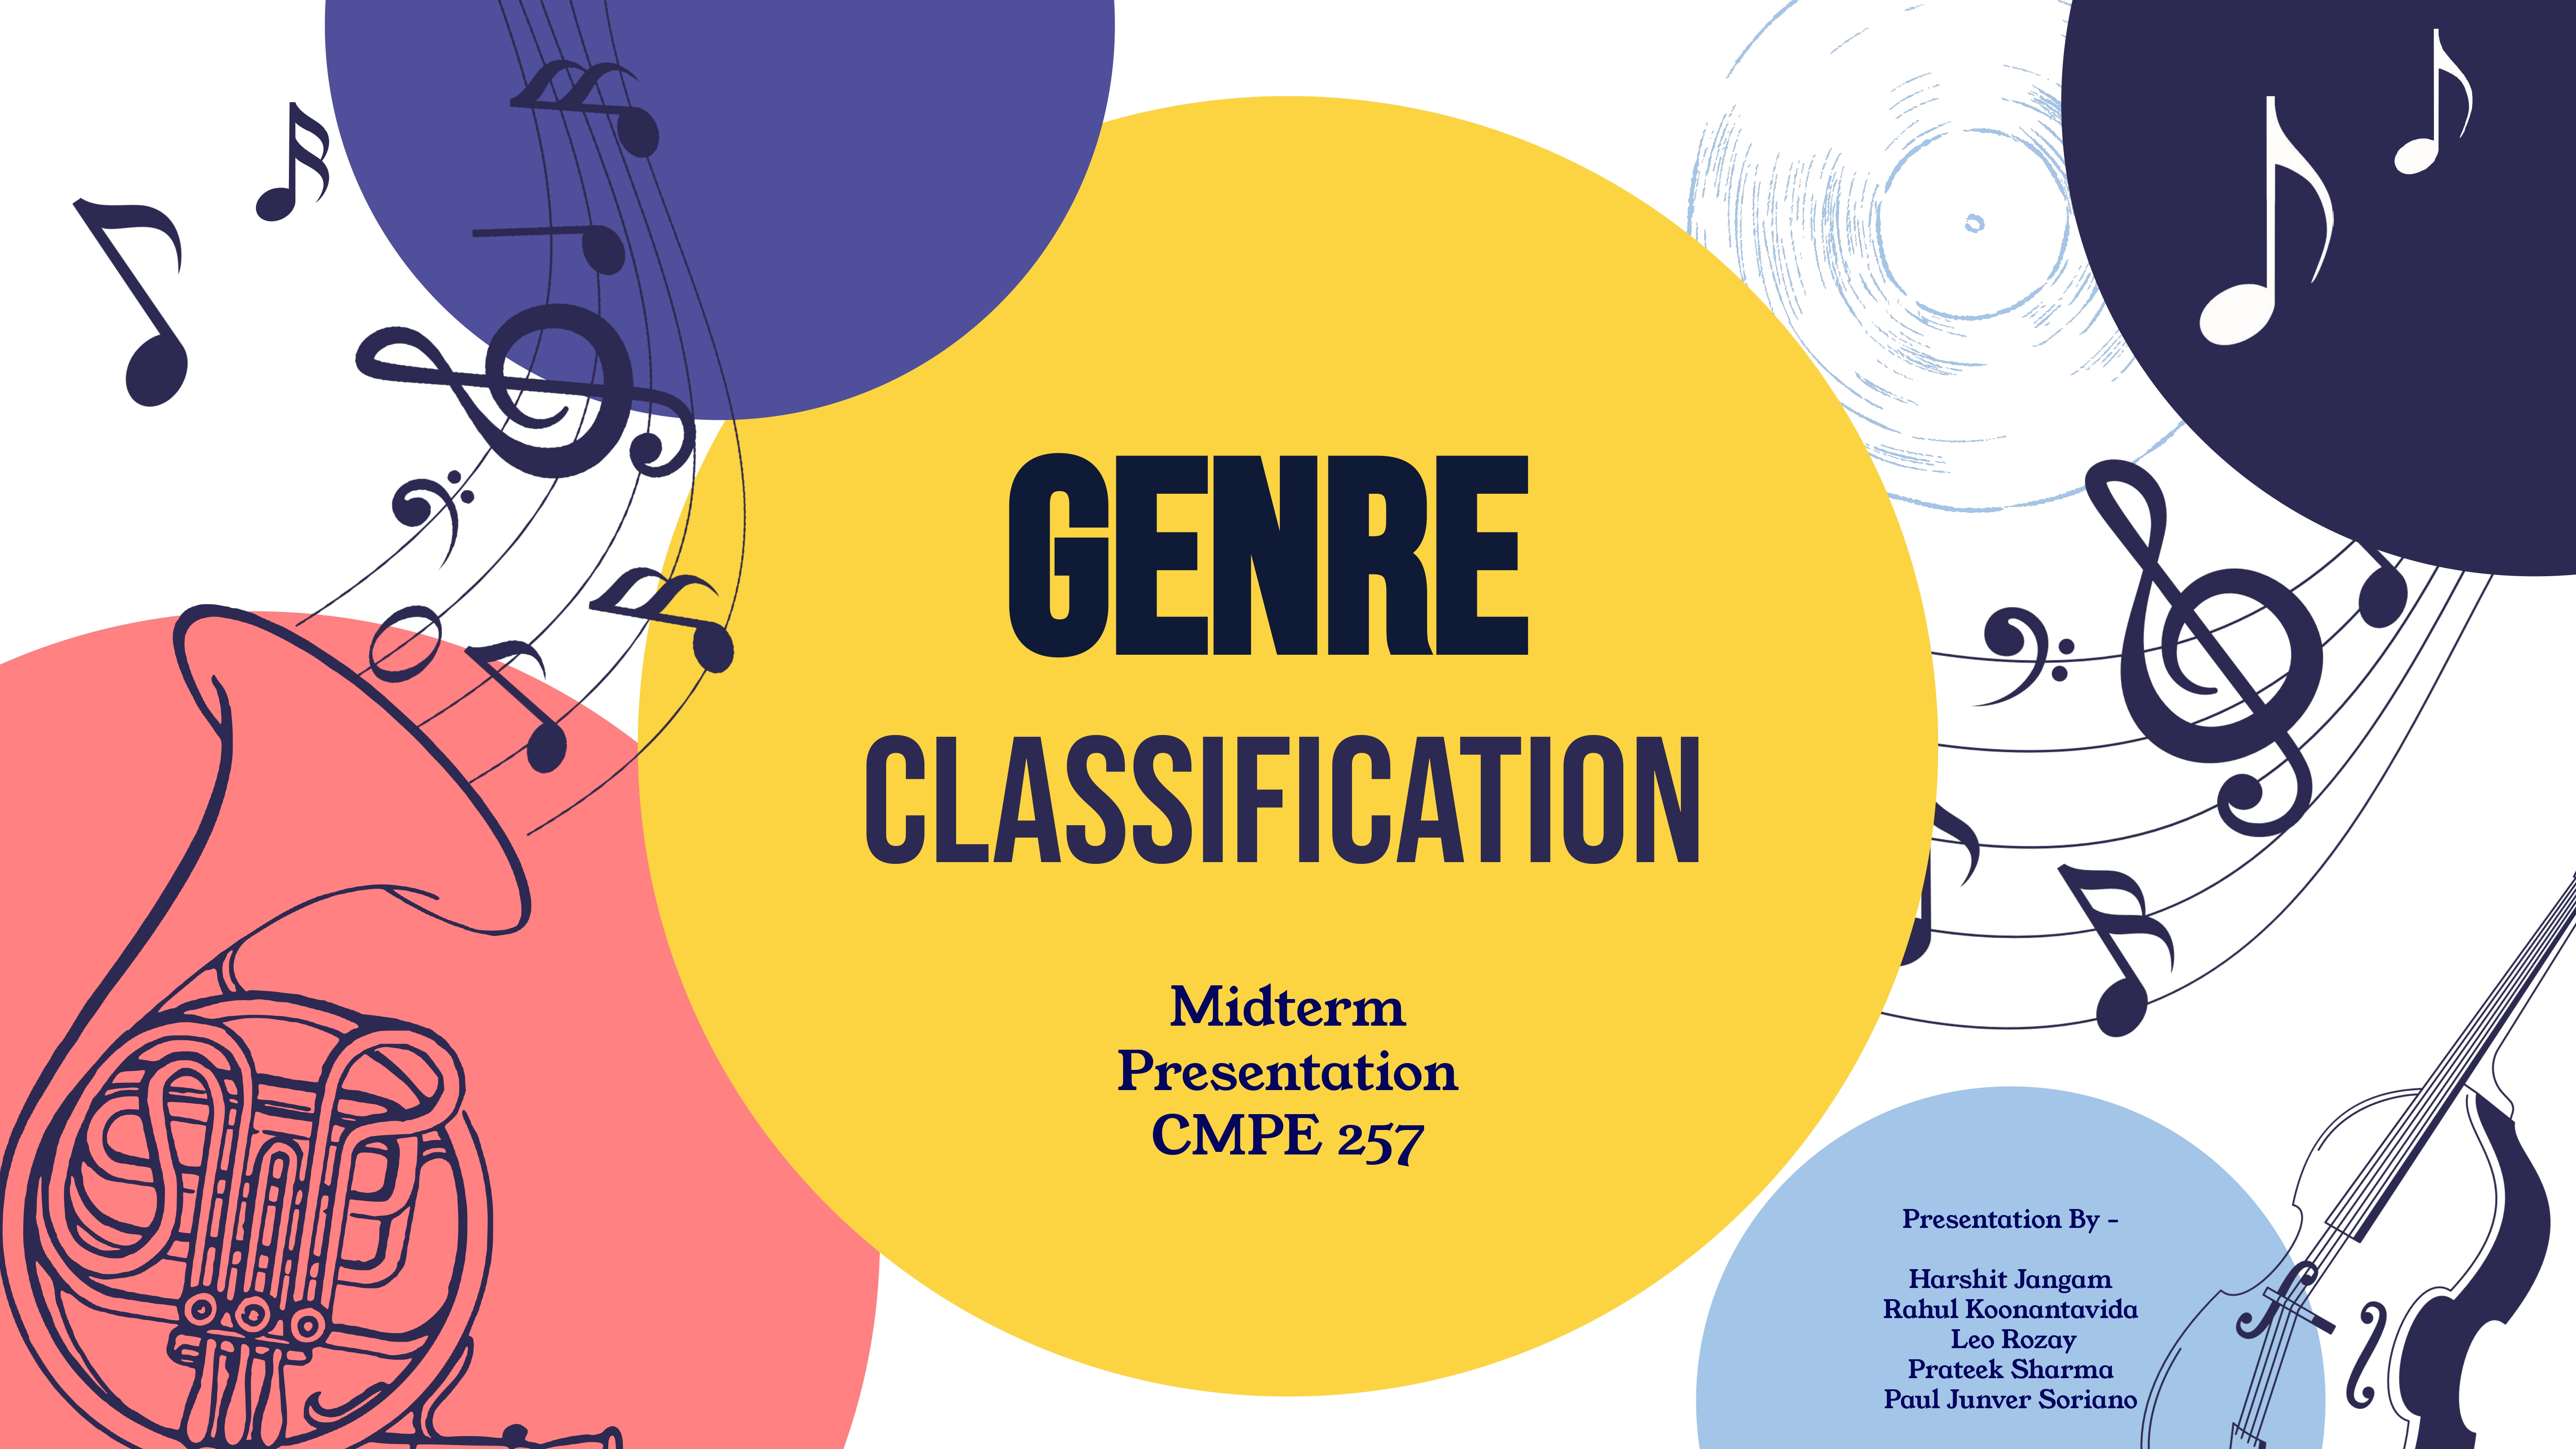 GENRE
CLASSIFICATION
Midterm
Presentation
CMPE 257
Presentation By -
Harshit Jangam
Rahul Koonantavida
Leo Rozay
Prateek Sharma
Paul Junver Soriano